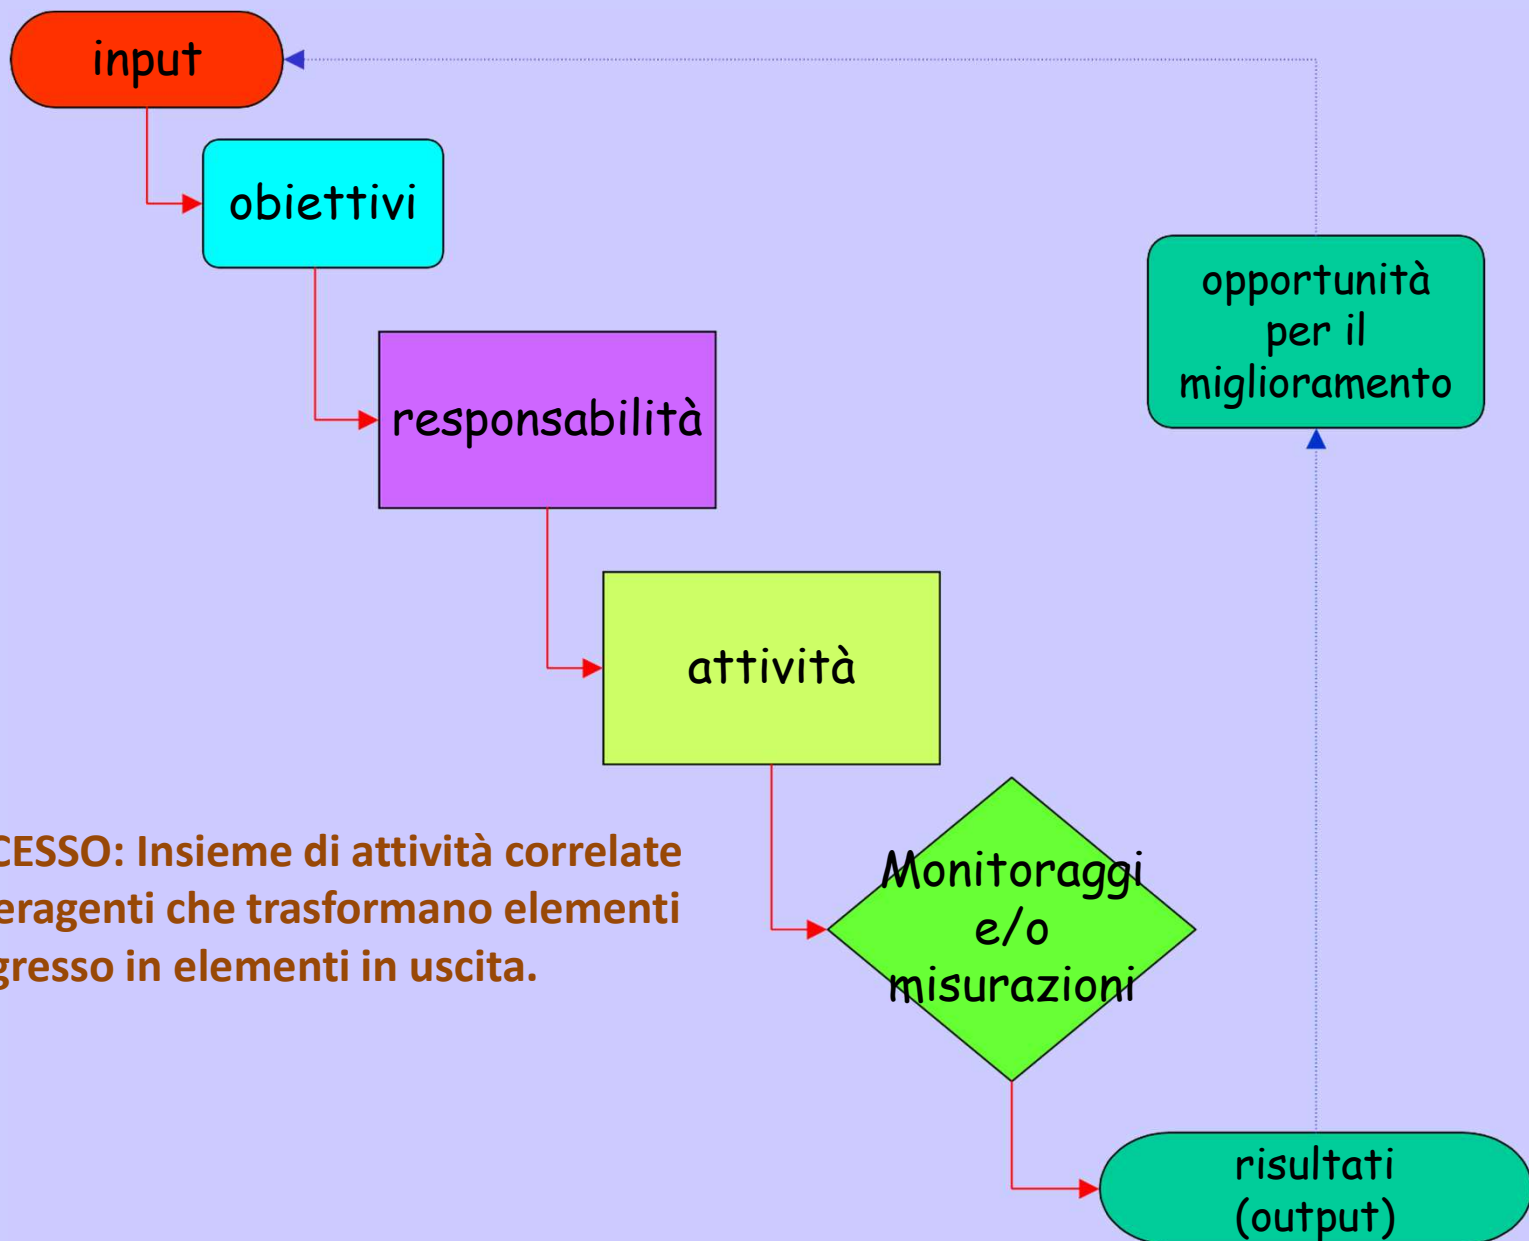 input
obiettivi
responsabilità
attività
Monitoraggi
e/o
misurazioni
risultati
(output)
opportunità
per il
miglioramento
CESSO: Insieme di attività correlate
eragenti che trasformano elementi
gresso in elementi in uscita.